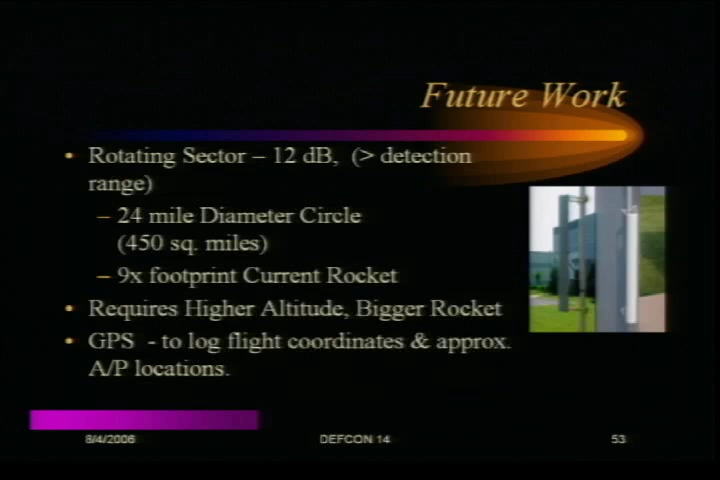 Future Work
• Rotating Sector – 12 dB, (> detection
range)
– 24 mile Diameter Circle
(450 sq. miles)
– 9x footprint Current Rocket
• Requires Higher Altitude, Bigger Rocket
• GPS - to log flight coordinates & approx.
A/P locations.
8/4/2006 DEFCON 14 53